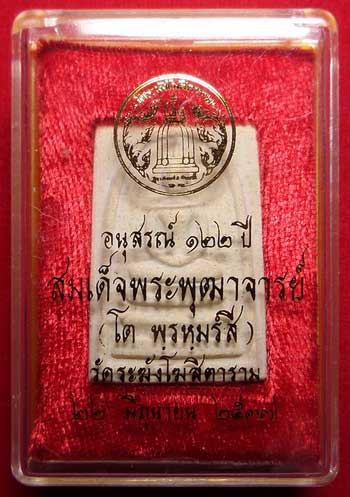 อนุสรณ์ ๑๒๒ ปี
สมเด็จพระพุฒาจารย์
(โต พรหฺมรํสี)
วัดระฆังโฆสิตาราม
๒๒ มิถุนายน ๒๕๓๗